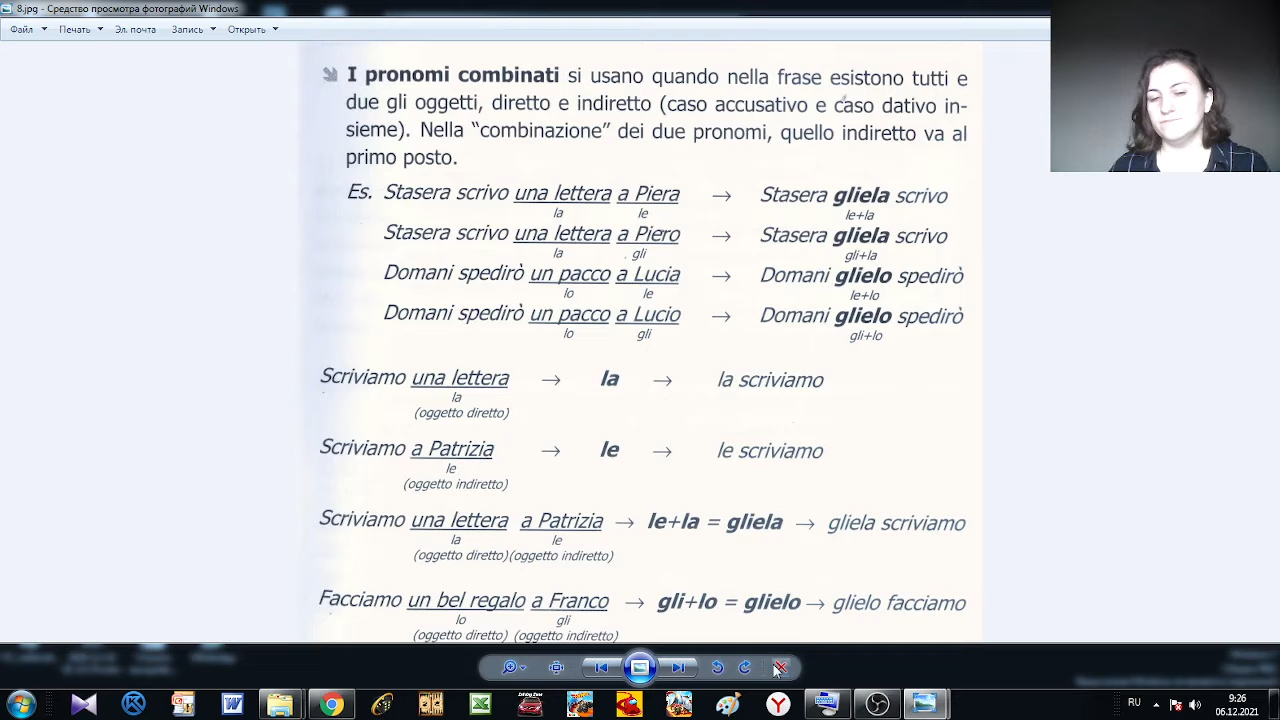 8.jpg - Средство просмотра фотографий Windows
Файл Печать Эл. почта Запись Открыть
I pronomi combinati si usano quando nella frase esistono tutti e
due gli oggetti, diretto e indiretto (caso accusativo e caso dativo in-
sieme). Nella “combinazione” dei due pronomi, quello indiretto va al
primo posto.
Es. Stasera scrivo una lettera a Piera → Stasera gliela scrivo
la le le+la
Stasera scrivo una lettera a Piero → Stasera gliela scrivo
la gli gli+la
Domani spedirò un pacco a Lucia → Domani glielo spedirò
lo le le+lo
Domani spedirò un pacco a Lucio → Domani glielo spedirò
lo gli gli+lo
Scriviamo una lettera → la → la scriviamo
la
(oggetto diretto)
Scriviamo a Patrizia → le → le scriviamo
le
(oggetto indiretto)
Scriviamo una lettera a Patrizia → le+la = gliela → gliela scriviamo
la le
(oggetto diretto) (oggetto indiretto)
Facciamo un bel regalo a Franco → gli+lo = glielo → glielo facciamo
lo gli
(oggetto diretto) (oggetto indiretto)
RU 9:26
06.12.2021